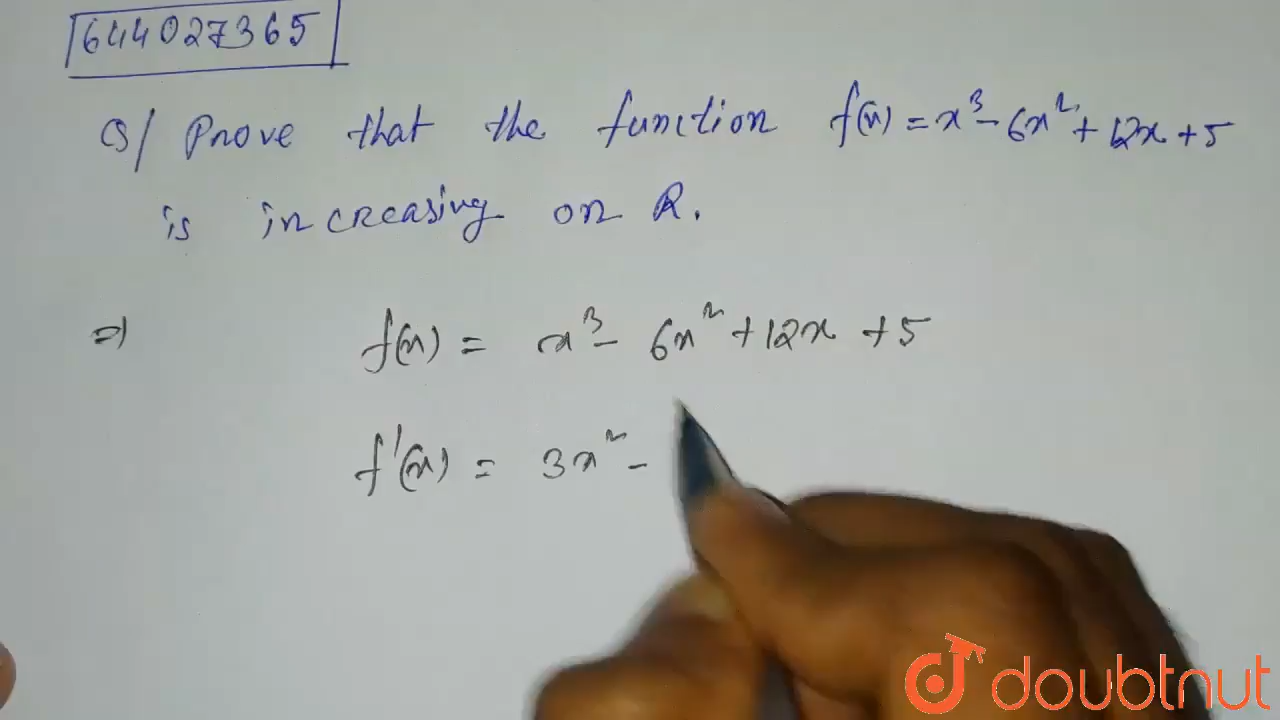 644027365
Q/ Prove that the function f(x) = x³ - 6x² + 12x + 5
is increasing on R.
⇒ f(x) = x³ - 6x² + 12x + 5
f'(x) = 3x² -
doubtnut